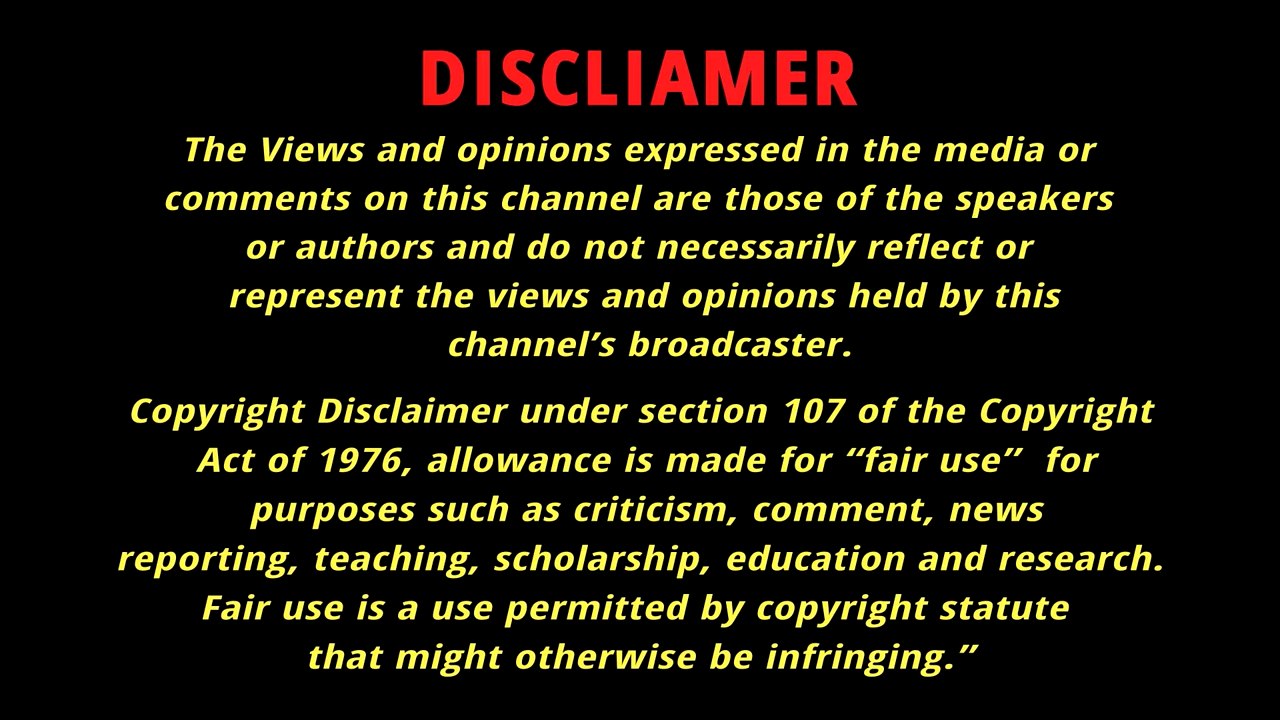 DISCLIAMER
The Views and opinions expressed in the media or
comments on this channel are those of the speakers
or authors and do not necessarily reflect or
represent the views and opinions held by this
channel’s broadcaster.
Copyright Disclaimer under section 107 of the Copyright
Act of 1976, allowance is made for “fair use”  for
purposes such as criticism, comment, news
reporting, teaching, scholarship, education and research.
Fair use is a use permitted by copyright statute
that might otherwise be infringing.”